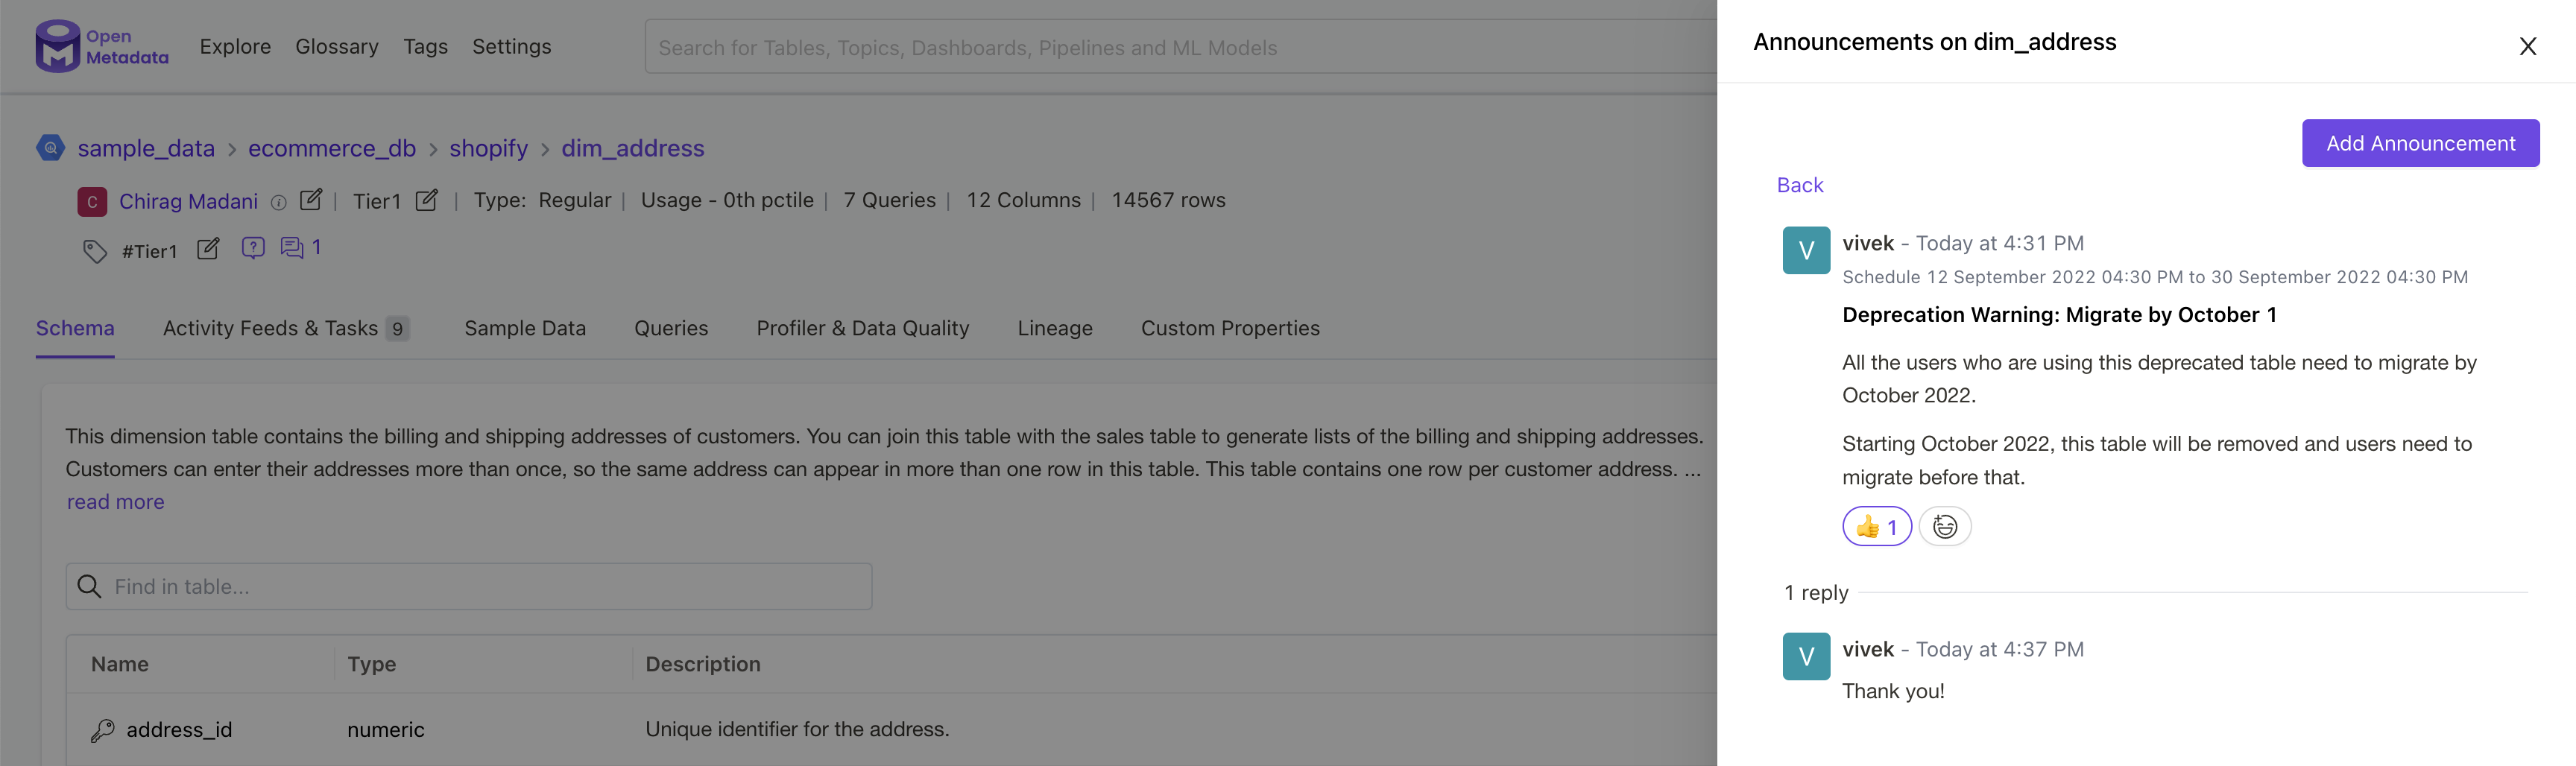 Open
Metadata
Explore Glossary Tags Settings
Search for Tables, Topics, Dashboards, Pipelines and ML Models
sample_data > ecommerce_db > shopify > dim_address
C Chirag Madani | Tier1 | Type: Regular | Usage - 0th pctile | 7 Queries | 12 Columns | 14567 rows
#Tier1 ? 1
Schema Activity Feeds & Tasks 9 Sample Data Queries Profiler & Data Quality Lineage Custom Properties
This dimension table contains the billing and shipping addresses of customers. You can join this table with the sales table to generate lists of the billing and shipping addresses.
Customers can enter their addresses more than once, so the same address can appear in more than one row in this table. This table contains one row per customer address. ...
read more
Find in table...
Name Type Description
address_id numeric Unique identifier for the address.
Announcements on dim_address
Add Announcement
Back
V vivek - Today at 4:31 PM
Schedule 12 September 2022 04:30 PM to 30 September 2022 04:30 PM
Deprecation Warning: Migrate by October 1
All the users who are using this deprecated table need to migrate by
October 2022.
Starting October 2022, this table will be removed and users need to
migrate before that.
👍 1
1 reply
V vivek - Today at 4:37 PM
Thank you!